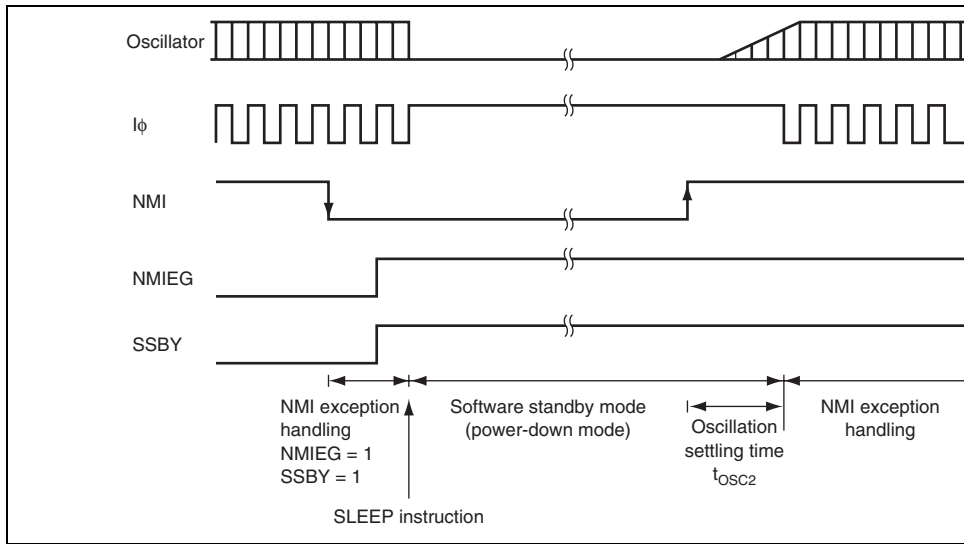 Oscillator
Iϕ
NMI
NMIEG
SSBY
NMI exception
handling
NMIEG = 1
SSBY = 1
Software standby mode
(power-down mode)
Oscillation
settling time
tOSC2
NMI exception
handling
SLEEP instruction